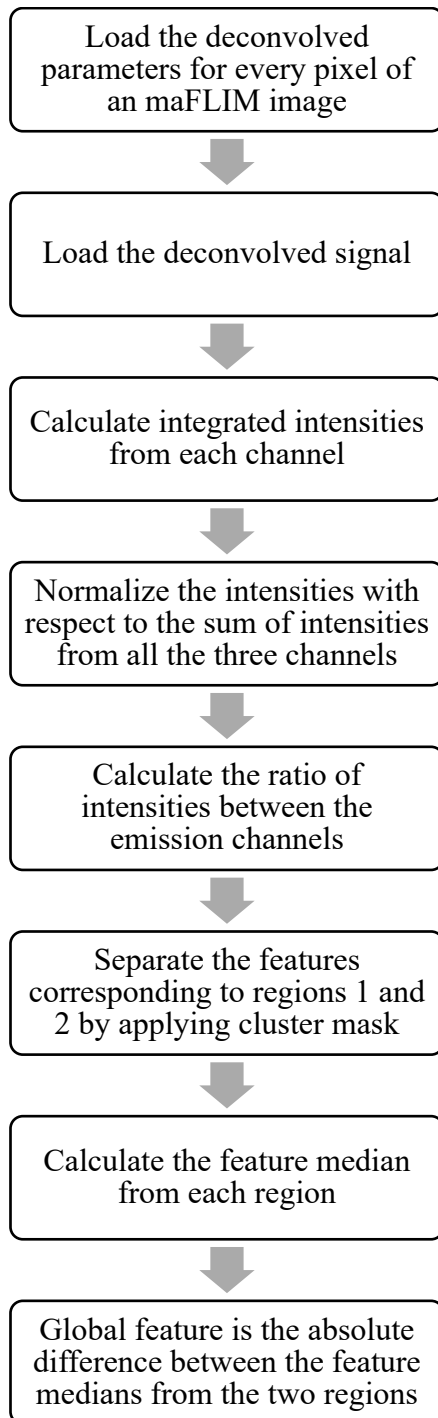 Load the deconvolved
parameters for every pixel of
an maFLIM image
Load the deconvolved signal
Calculate integrated intensities
from each channel
Normalize the intensities with
respect to the sum of intensities
from all the three channels
Calculate the ratio of
intensities between the
emission channels
Separate the features
corresponding to regions 1 and
2 by applying cluster mask
Calculate the feature median
from each region
Global feature is the absolute
difference between the feature
medians from the two regions